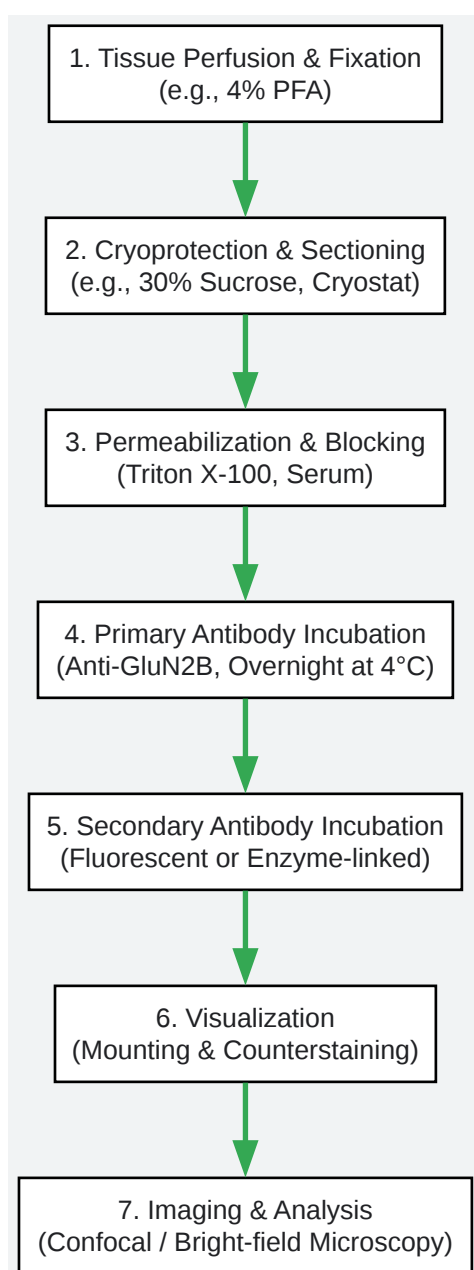 1. Tissue Perfusion & Fixation
(e.g., 4% PFA)
2. Cryoprotection & Sectioning
(e.g., 30% Sucrose, Cryostat)
3. Permeabilization & Blocking
(Triton X-100, Serum)
4. Primary Antibody Incubation
(Anti-GluN2B, Overnight at 4°C)
5. Secondary Antibody Incubation
(Fluorescent or Enzyme-linked)
6. Visualization
(Mounting & Counterstaining)
7. Imaging & Analysis
(Confocal / Bright-field Microscopy)